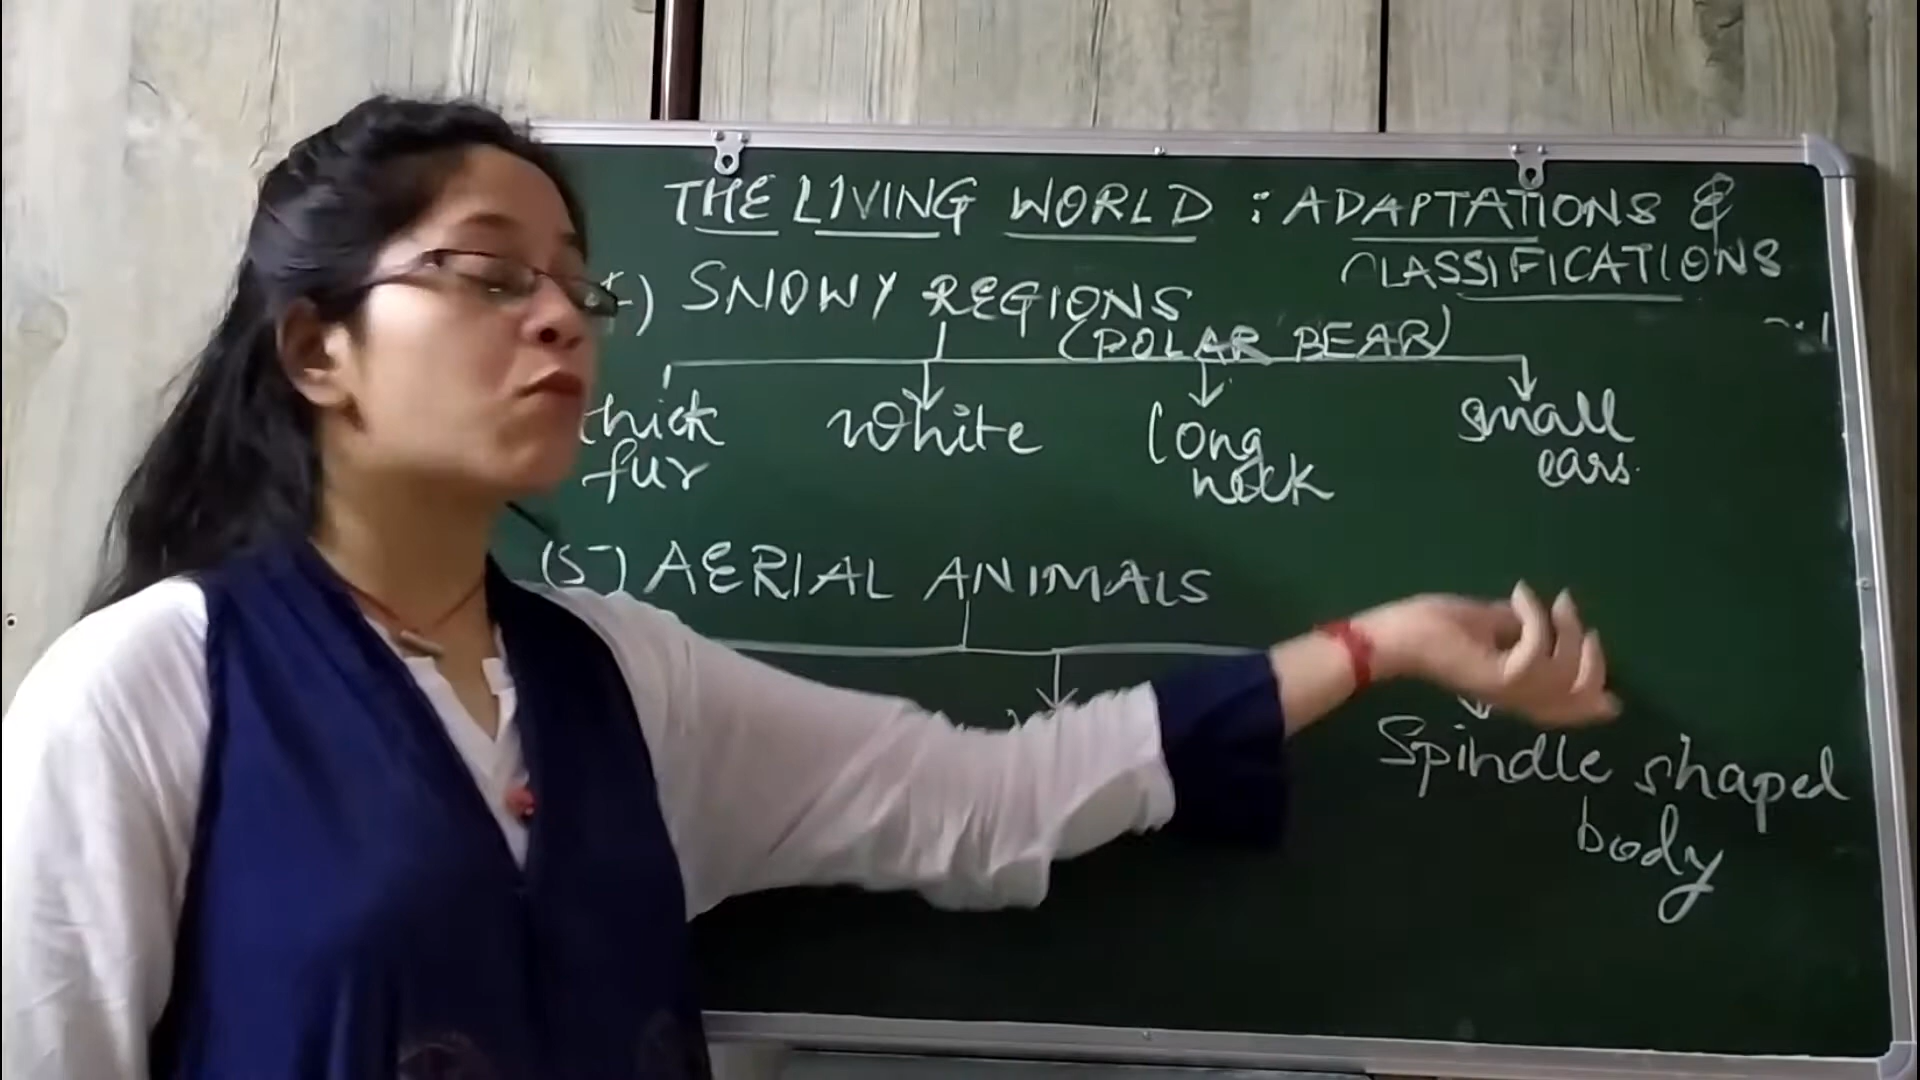 THE LIVING WORLD : ADAPTATIONS &
CLASSIFICATIONS
) SNOWY REGIONS
(POLAR BEAR)
thick
fur
white
long
neck
small
ears.
(5) AERIAL ANIMALS
Spindle shaped
body